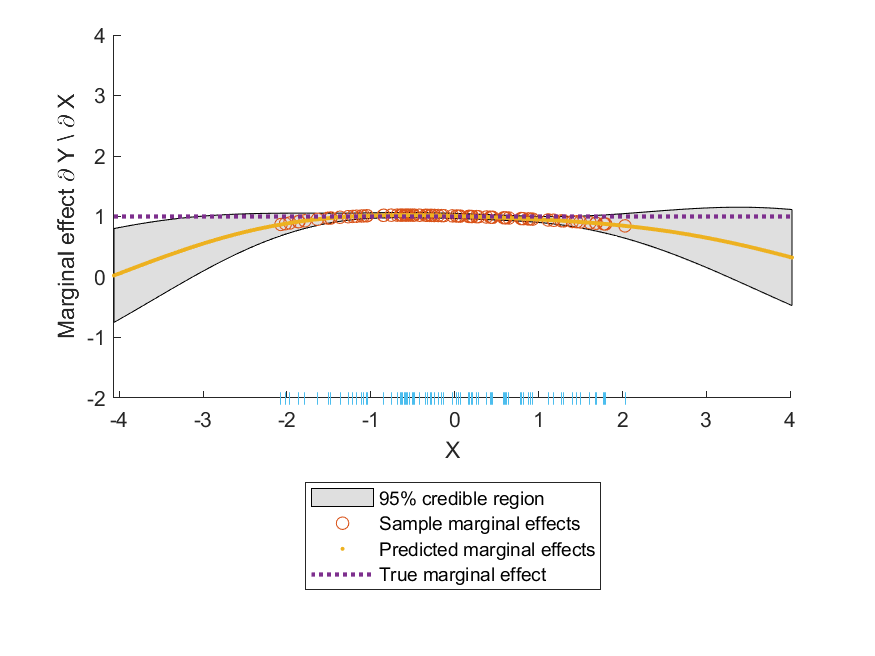 4
3
2
1
0
-1
-2
Marginal effect ∂ Y \ ∂ X
-4 -3 -2 -1 0 1 2 3 4
X
95% credible region
Sample marginal effects
Predicted marginal effects
True marginal effect